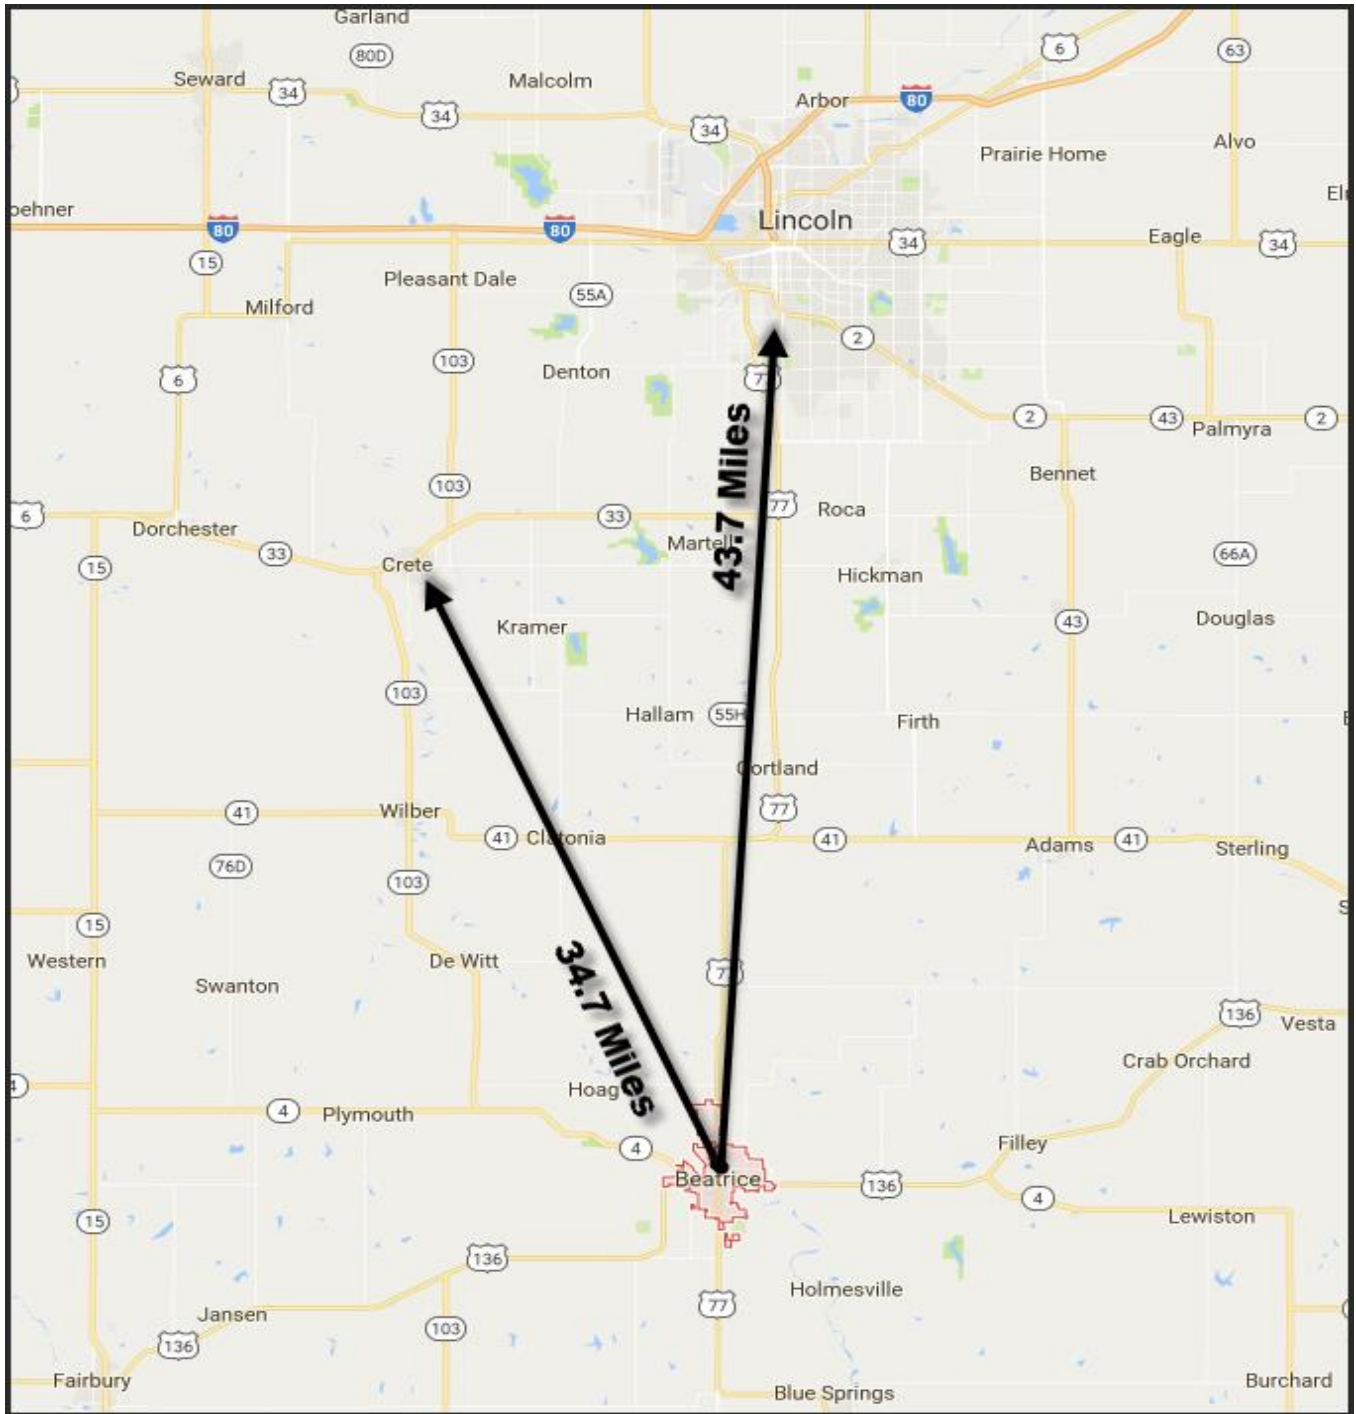 Garland
80D
6
63
Seward
34
Malcolm
34
Arbor
80
34
Prairie Home
Alvo
oehner
80
80
Lincoln
34
Eagle
34
15
Pleasant Dale
55A
Milford
103
2
6
Denton
77
2
43
2
Palmyra
43.7 Miles
Bennet
103
6
33
77
Roca
Dorchester
33
Martell
66A
15
Crete
Hickman
Kramer
43
Douglas
103
Hallam
55H
Firth
Cortland
77
41
Wilber
41
Clatonia
41
Adams
41
Sterling
76D
103
15
Western
De Witt
34.7 Miles
77
Swanton
136
Vesta
Crab Orchard
Hoag
4
Plymouth
4
Filley
Beatrice
136
4
15
Lewiston
136
Holmesville
77
Jansen
103
136
Fairbury
Blue Springs
Burchard